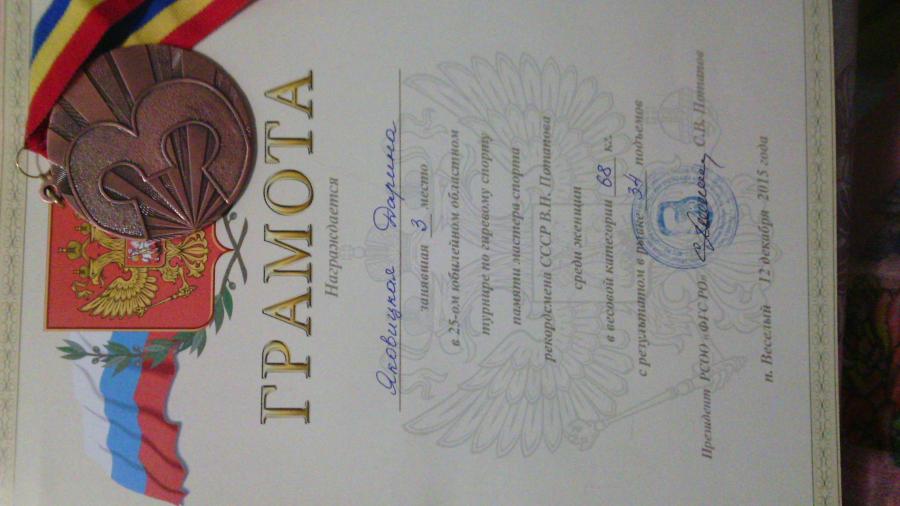 3
ГРАМОТА
Награждается
Яковицкая Дарина
занявшая 3 место
в 25-ом юбилейном областном
турнире по гиревому спорту
памяти мастера спорта
рекордсмена СССР В.П. Потапова
среди женщин
в весовой категории 68 кг.
с результатом в рывке 34 подъемов
Президент РСОО «ФГС РО» С.В. Потапов
п. Веселый 12 декабря 2015 года